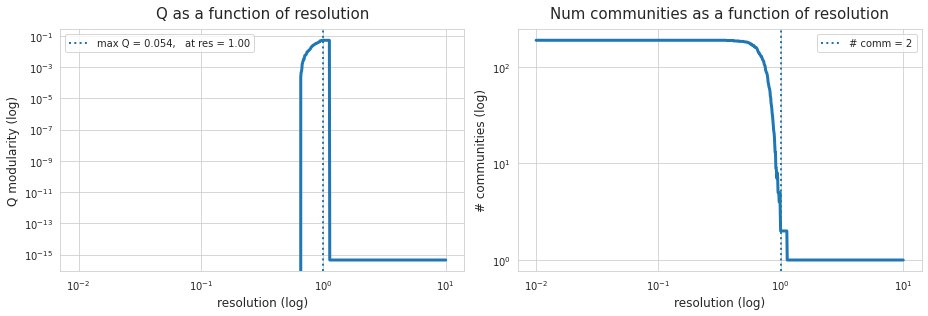 Q as a function of resolution
Q modularity (log)
10⁻¹
10⁻³
10⁻⁵
10⁻⁷
10⁻⁹
10⁻¹¹
10⁻¹³
10⁻¹⁵
max Q = 0.054,   at res = 1.00
10⁻²
10⁻¹
10⁰
10¹
resolution (log)
Num communities as a function of resolution
# communities (log)
10²
10¹
10⁰
# comm = 2
10⁻²
10⁻¹
10⁰
10¹
resolution (log)